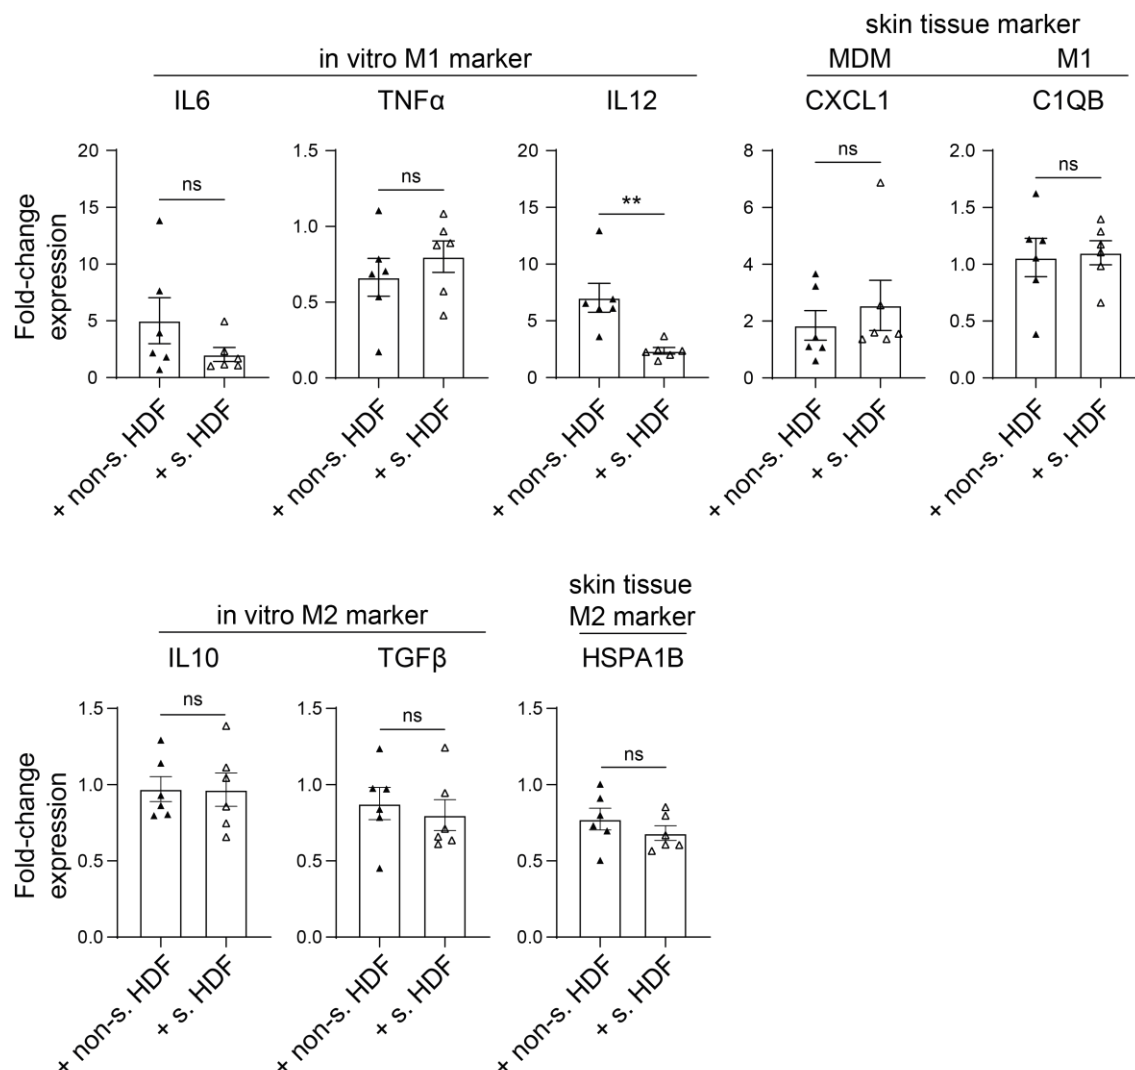 skin tissue marker
in vitro M1 marker
MDM
M1
IL6
TNFα
IL12
CXCL1
C1QB
Fold-change
expression
20
15
10
5
0
ns
+ non-s. HDF
+ s. HDF
1.5
1.0
0.5
0.0
ns
+ non-s. HDF
+ s. HDF
20
15
10
5
0
**
+ non-s. HDF
+ s. HDF
8
6
4
2
0
ns
+ non-s. HDF
+ s. HDF
2.0
1.5
1.0
0.5
0.0
ns
+ non-s. HDF
+ s. HDF
in vitro M2 marker
skin tissue
M2 marker
IL10
TGFβ
HSPA1B
Fold-change
expression
1.5
1.0
0.5
0.0
ns
+ non-s. HDF
+ s. HDF
1.5
1.0
0.5
0.0
ns
+ non-s. HDF
+ s. HDF
1.5
1.0
0.5
0.0
ns
+ non-s. HDF
+ s. HDF